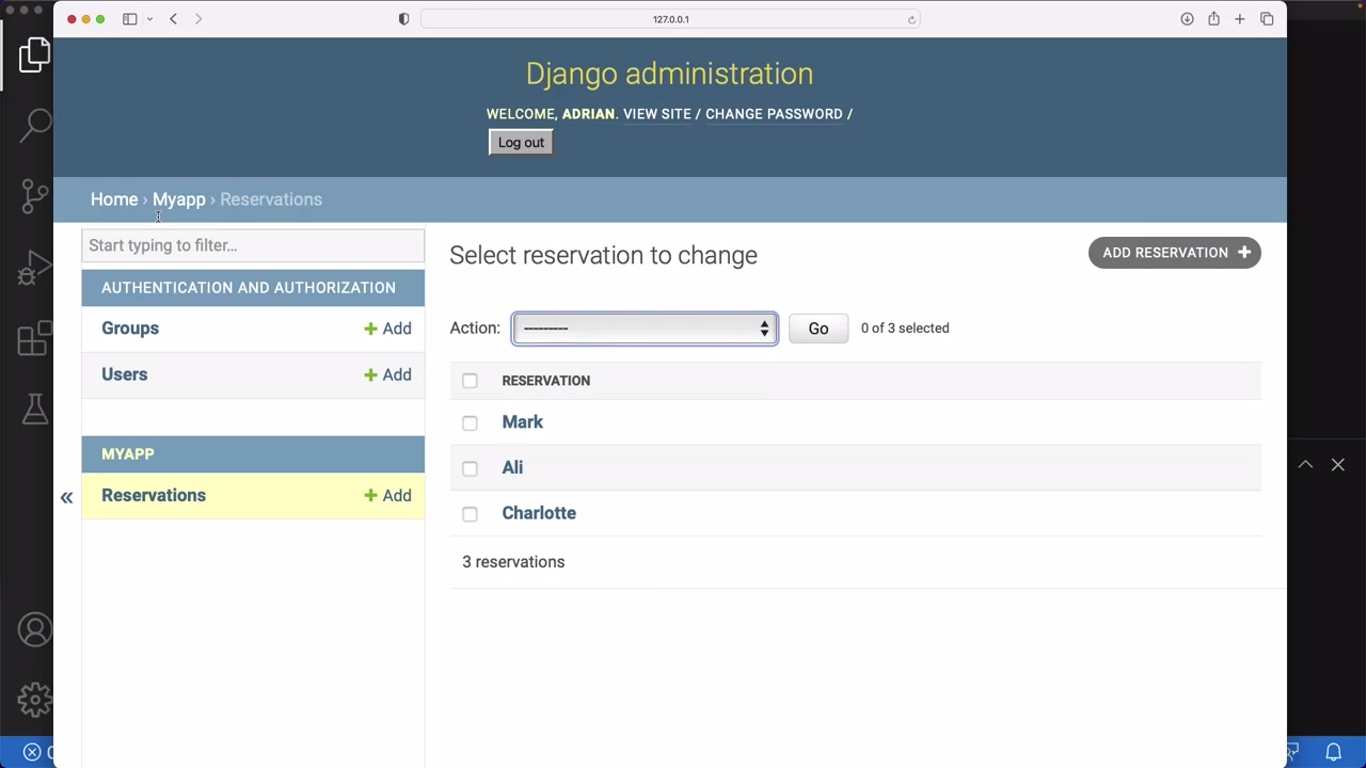 127.0.0.1
Django administration
WELCOME, ADRIAN. VIEW SITE / CHANGE PASSWORD /
Log out
Home › Myapp › Reservations
Start typing to filter...
AUTHENTICATION AND AUTHORIZATION
Groups + Add
Users + Add
MYAPP
Reservations + Add
«
Select reservation to change
ADD RESERVATION +
Action: --------- Go 0 of 3 selected
RESERVATION
Mark
Ali
Charlotte
3 reservations